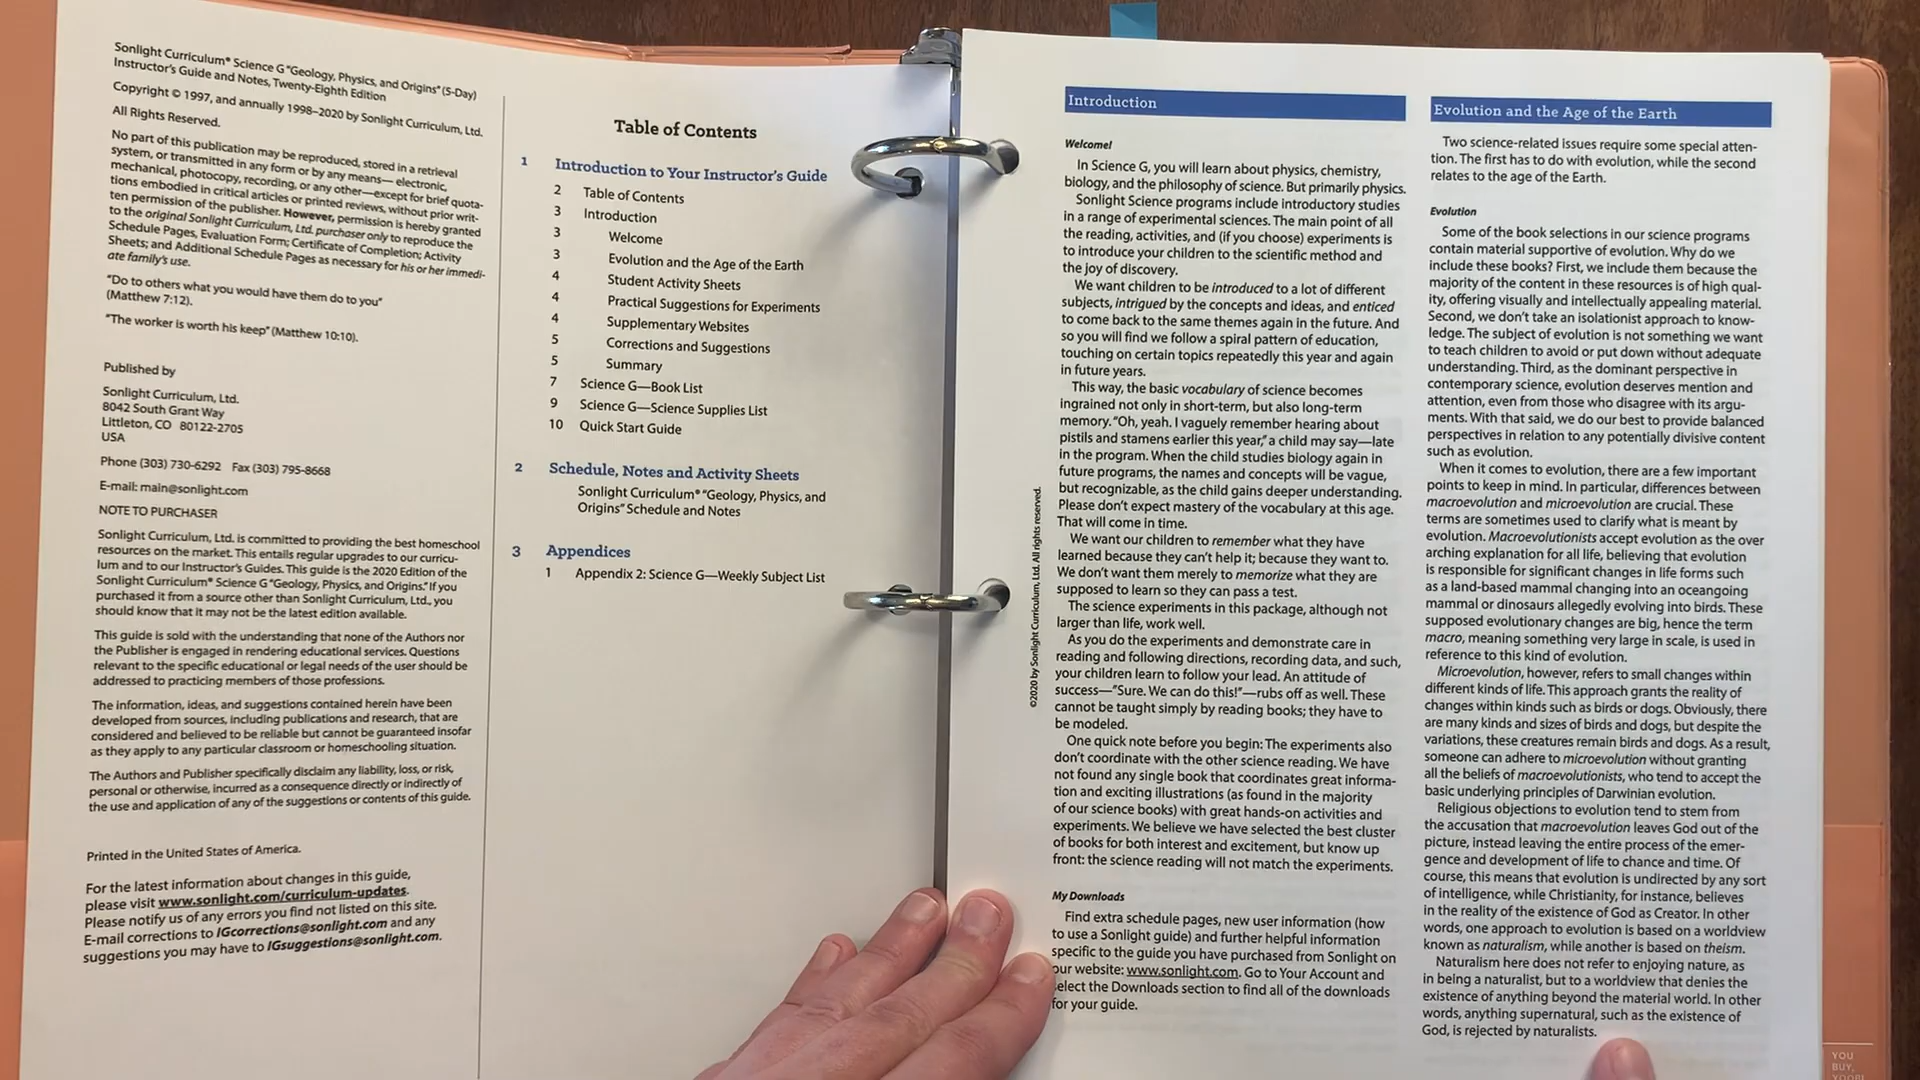 Sonlight Curriculum® Science G "Geology, Physics, and Origins" (5-Day)
Instructor's Guide and Notes, Twenty-Eighth Edition
Copyright © 1997, and annually 1998–2020 by Sonlight Curriculum, Ltd.
All Rights Reserved.
No part of this publication may be reproduced, stored in a retrieval
system, or transmitted in any form or by any means— electronic,
mechanical, photocopy, recording, or any other—except for brief quota-
tions embodied in critical articles or printed reviews, without prior writ-
ten permission of the publisher. However, permission is hereby granted
to the original Sonlight Curriculum, Ltd. purchaser only to reproduce the
Schedule Pages, Evaluation Form; Certificate of Completion; Activity
Sheets; and Additional Schedule Pages as necessary for his or her immedi-
ate family's use.
"Do to others what you would have them do to you"
(Matthew 7:12).
"The worker is worth his keep" (Matthew 10:10).
Published by
Sonlight Curriculum, Ltd.
8042 South Grant Way
Littleton, CO 80122-2705
USA
Phone (303) 730-6292 Fax (303) 795-8668
E-mail: main@sonlight.com
NOTE TO PURCHASER
Sonlight Curriculum, Ltd. is committed to providing the best homeschool
resources on the market. This entails regular upgrades to our curricu-
lum and to our Instructor's Guides. This guide is the 2020 Edition of the
Sonlight Curriculum® Science G "Geology, Physics, and Origins." If you
purchased it from a source other than Sonlight Curriculum, Ltd., you
should know that it may not be the latest edition available.
This guide is sold with the understanding that none of the Authors nor
the Publisher is engaged in rendering educational services. Questions
relevant to the specific educational or legal needs of the user should be
addressed to practicing members of those professions.
The information, ideas, and suggestions contained herein have been
developed from sources, including publications and research, that are
considered and believed to be reliable but cannot be guaranteed insofar
as they apply to any particular classroom or homeschooling situation.
The Authors and Publisher specifically disclaim any liability, loss, or risk,
personal or otherwise, incurred as a consequence directly or indirectly of
the use and application of any of the suggestions or contents of this guide.
Printed in the United States of America.
For the latest information about changes in this guide,
please visit www.sonlight.com/curriculum-updates.
Please notify us of any errors you find not listed on this site.
E-mail corrections to IGcorrections@sonlight.com and any
suggestions you may have to IGsuggestions@sonlight.com.
Table of Contents
1 Introduction to Your Instructor's Guide
2 Table of Contents
3 Introduction
3 Welcome
3 Evolution and the Age of the Earth
4 Student Activity Sheets
4 Practical Suggestions for Experiments
4 Supplementary Websites
5 Corrections and Suggestions
5 Summary
7 Science G—Book List
9 Science G—Science Supplies List
10 Quick Start Guide
2 Schedule, Notes and Activity Sheets
Sonlight Curriculum® "Geology, Physics, and
Origins" Schedule and Notes
3 Appendices
1 Appendix 2: Science G—Weekly Subject List
©2020 by Sonlight Curriculum, Ltd. All rights reserved.
Introduction
Welcome!
In Science G, you will learn about physics, chemistry,
biology, and the philosophy of science. But primarily physics.
Sonlight Science programs include introductory studies
in a range of experimental sciences. The main point of all
the reading, activities, and (if you choose) experiments is
to introduce your children to the scientific method and
the joy of discovery.
We want children to be introduced to a lot of different
subjects, intrigued by the concepts and ideas, and enticed
to come back to the same themes again in the future. And
so you will find we follow a spiral pattern of education,
touching on certain topics repeatedly this year and again
in future years.
This way, the basic vocabulary of science becomes
ingrained not only in short-term, but also long-term
memory. "Oh, yeah. I vaguely remember hearing about
pistils and stamens earlier this year," a child may say—late
in the program. When the child studies biology again in
future programs, the names and concepts will be vague,
but recognizable, as the child gains deeper understanding.
Please don't expect mastery of the vocabulary at this age.
That will come in time.
We want our children to remember what they have
learned because they can't help it; because they want to.
We don't want them merely to memorize what they are
supposed to learn so they can pass a test.
The science experiments in this package, although not
larger than life, work well.
As you do the experiments and demonstrate care in
reading and following directions, recording data, and such,
your children learn to follow your lead. An attitude of
success—"Sure. We can do this!"—rubs off as well. These
cannot be taught simply by reading books; they have to
be modeled.
One quick note before you begin: The experiments also
don't coordinate with the other science reading. We have
not found any single book that coordinates great informa-
tion and exciting illustrations (as found in the majority
of our science books) with great hands-on activities and
experiments. We believe we have selected the best cluster
of books for both interest and excitement, but know up
front: the science reading will not match the experiments.
My Downloads
Find extra schedule pages, new user information (how
to use a Sonlight guide) and further helpful information
specific to the guide you have purchased from Sonlight on
our website: www.sonlight.com. Go to Your Account and
select the Downloads section to find all of the downloads
for your guide.
Evolution and the Age of the Earth
Two science-related issues require some special atten-
tion. The first has to do with evolution, while the second
relates to the age of the Earth.
Evolution
Some of the book selections in our science programs
contain material supportive of evolution. Why do we
include these books? First, we include them because the
majority of the content in these resources is of high qual-
ity, offering visually and intellectually appealing material.
Second, we don't take an isolationist approach to know-
ledge. The subject of evolution is not something we want
to teach children to avoid or put down without adequate
understanding. Third, as the dominant perspective in
contemporary science, evolution deserves mention and
attention, even from those who disagree with its argu-
ments. With that said, we do our best to provide balanced
perspectives in relation to any potentially divisive content
such as evolution.
When it comes to evolution, there are a few important
points to keep in mind. In particular, differences between
macroevolution and microevolution are crucial. These
terms are sometimes used to clarify what is meant by
evolution. Macroevolutionists accept evolution as the over
arching explanation for all life, believing that evolution
is responsible for significant changes in life forms such
as a land-based mammal changing into an oceangoing
mammal or dinosaurs allegedly evolving into birds. These
supposed evolutionary changes are big, hence the term
macro, meaning something very large in scale, is used in
reference to this kind of evolution.
Microevolution, however, refers to small changes within
different kinds of life. This approach grants the reality of
changes within kinds such as birds or dogs. Obviously, there
are many kinds and sizes of birds and dogs, but despite the
variations, these creatures remain birds and dogs. As a result,
someone can adhere to microevolution without granting
all the beliefs of macroevolutionists, who tend to accept the
basic underlying principles of Darwinian evolution.
Religious objections to evolution tend to stem from
the accusation that macroevolution leaves God out of the
picture, instead leaving the entire process of the emer-
gence and development of life to chance and time. Of
course, this means that evolution is undirected by any sort
of intelligence, while Christianity, for instance, believes
in the reality of the existence of God as Creator. In other
words, one approach to evolution is based on a worldview
known as naturalism, while another is based on theism.
Naturalism here does not refer to enjoying nature, as
in being a naturalist, but to a worldview that denies the
existence of anything beyond the material world. In other
words, anything supernatural, such as the existence of
God, is rejected by naturalists.
YOU
BUY,